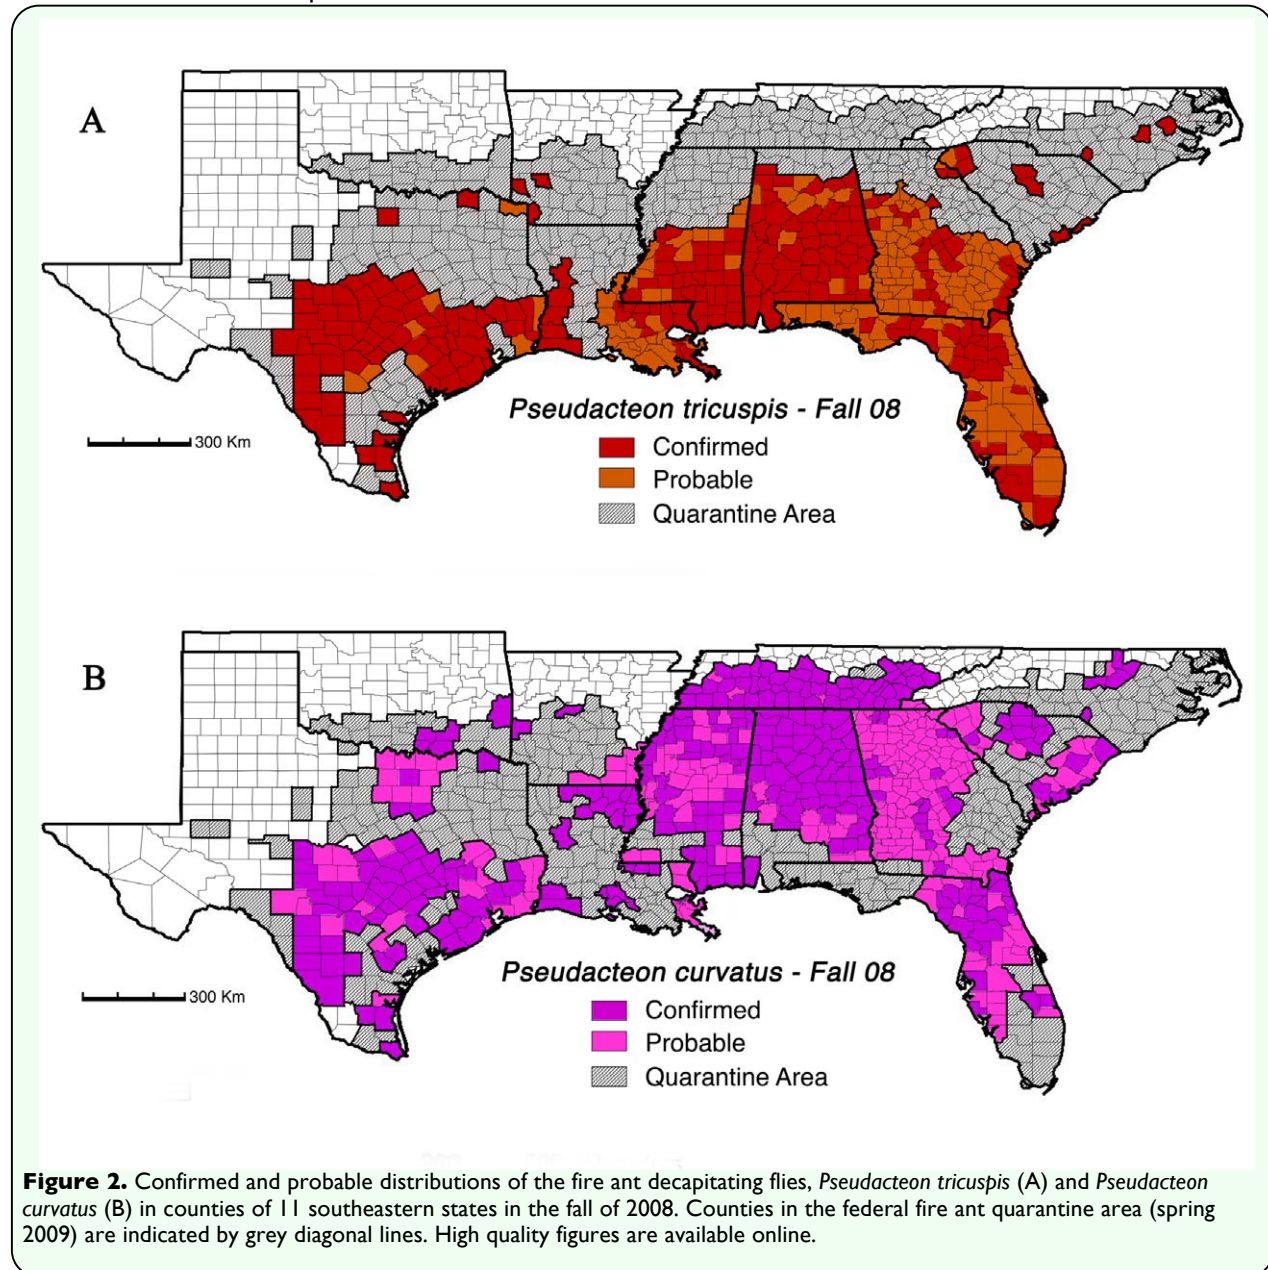 A
Pseudacteon tricuspis - Fall 08
Confirmed
300 Km
Probable
Quarantine Area
B
Pseudacteon curvatus - Fall 08
300 Km
Confirmed
Probable
Quarantine Area
Figure 2. Confirmed and probable distributions of the fire ant decapitating flies, Pseudacteon tricuspis (A) and Pseudacteon
curvatus (B) in counties of 11 southeastern states in the fall of 2008. Counties in the federal fire ant quarantine area (spring
2009) are indicated by grey diagonal lines. High quality figures are available online.